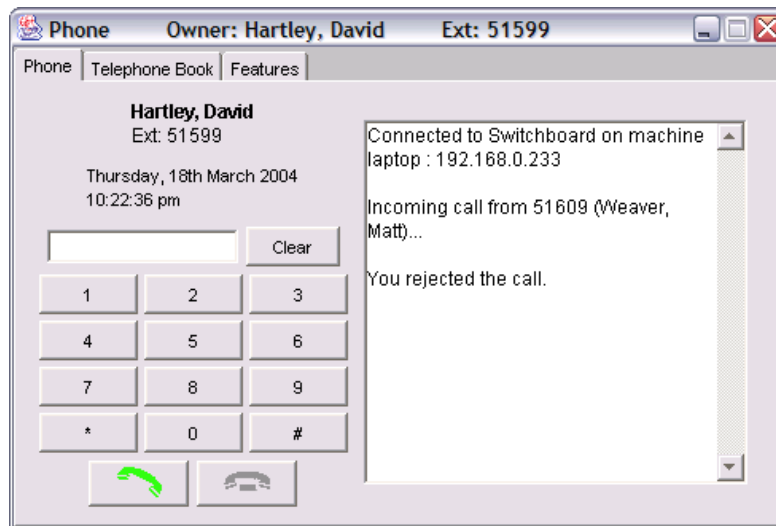 Phone Owner: Hartley, David Ext: 51599
Phone Telephone Book Features
Hartley, David
Ext: 51599
Thursday, 18th March 2004
10:22:36 pm
Clear
1 2 3
4 5 6
7 8 9
* 0 #
Connected to Switchboard on machine
laptop : 192.168.0.233
Incoming call from 51609 (Weaver,
Matt)...
You rejected the call.